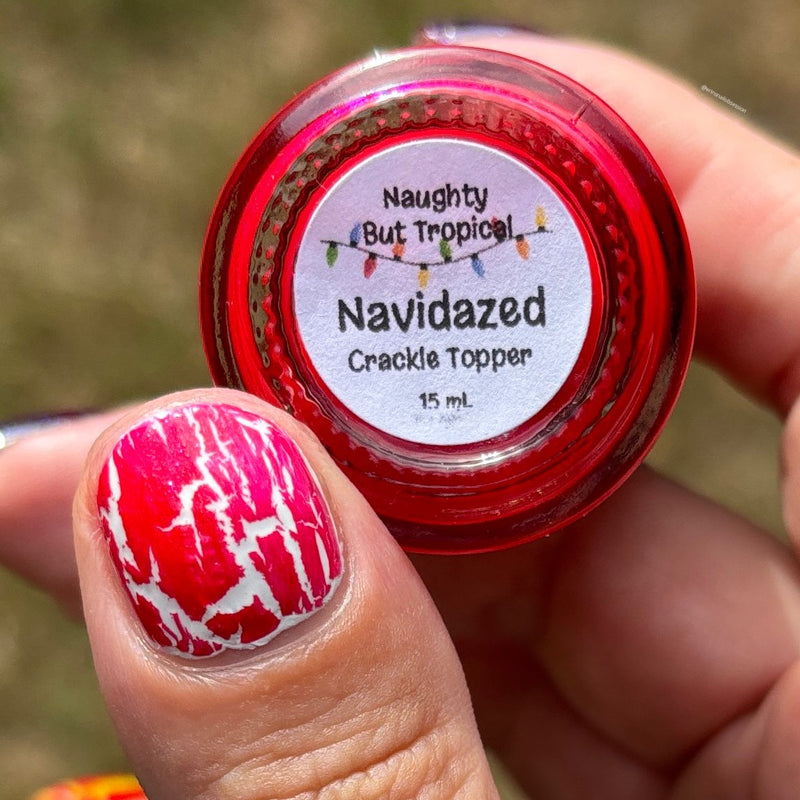 Naughty
But Tropical
Navidazed
Crackle Topper
15 mL